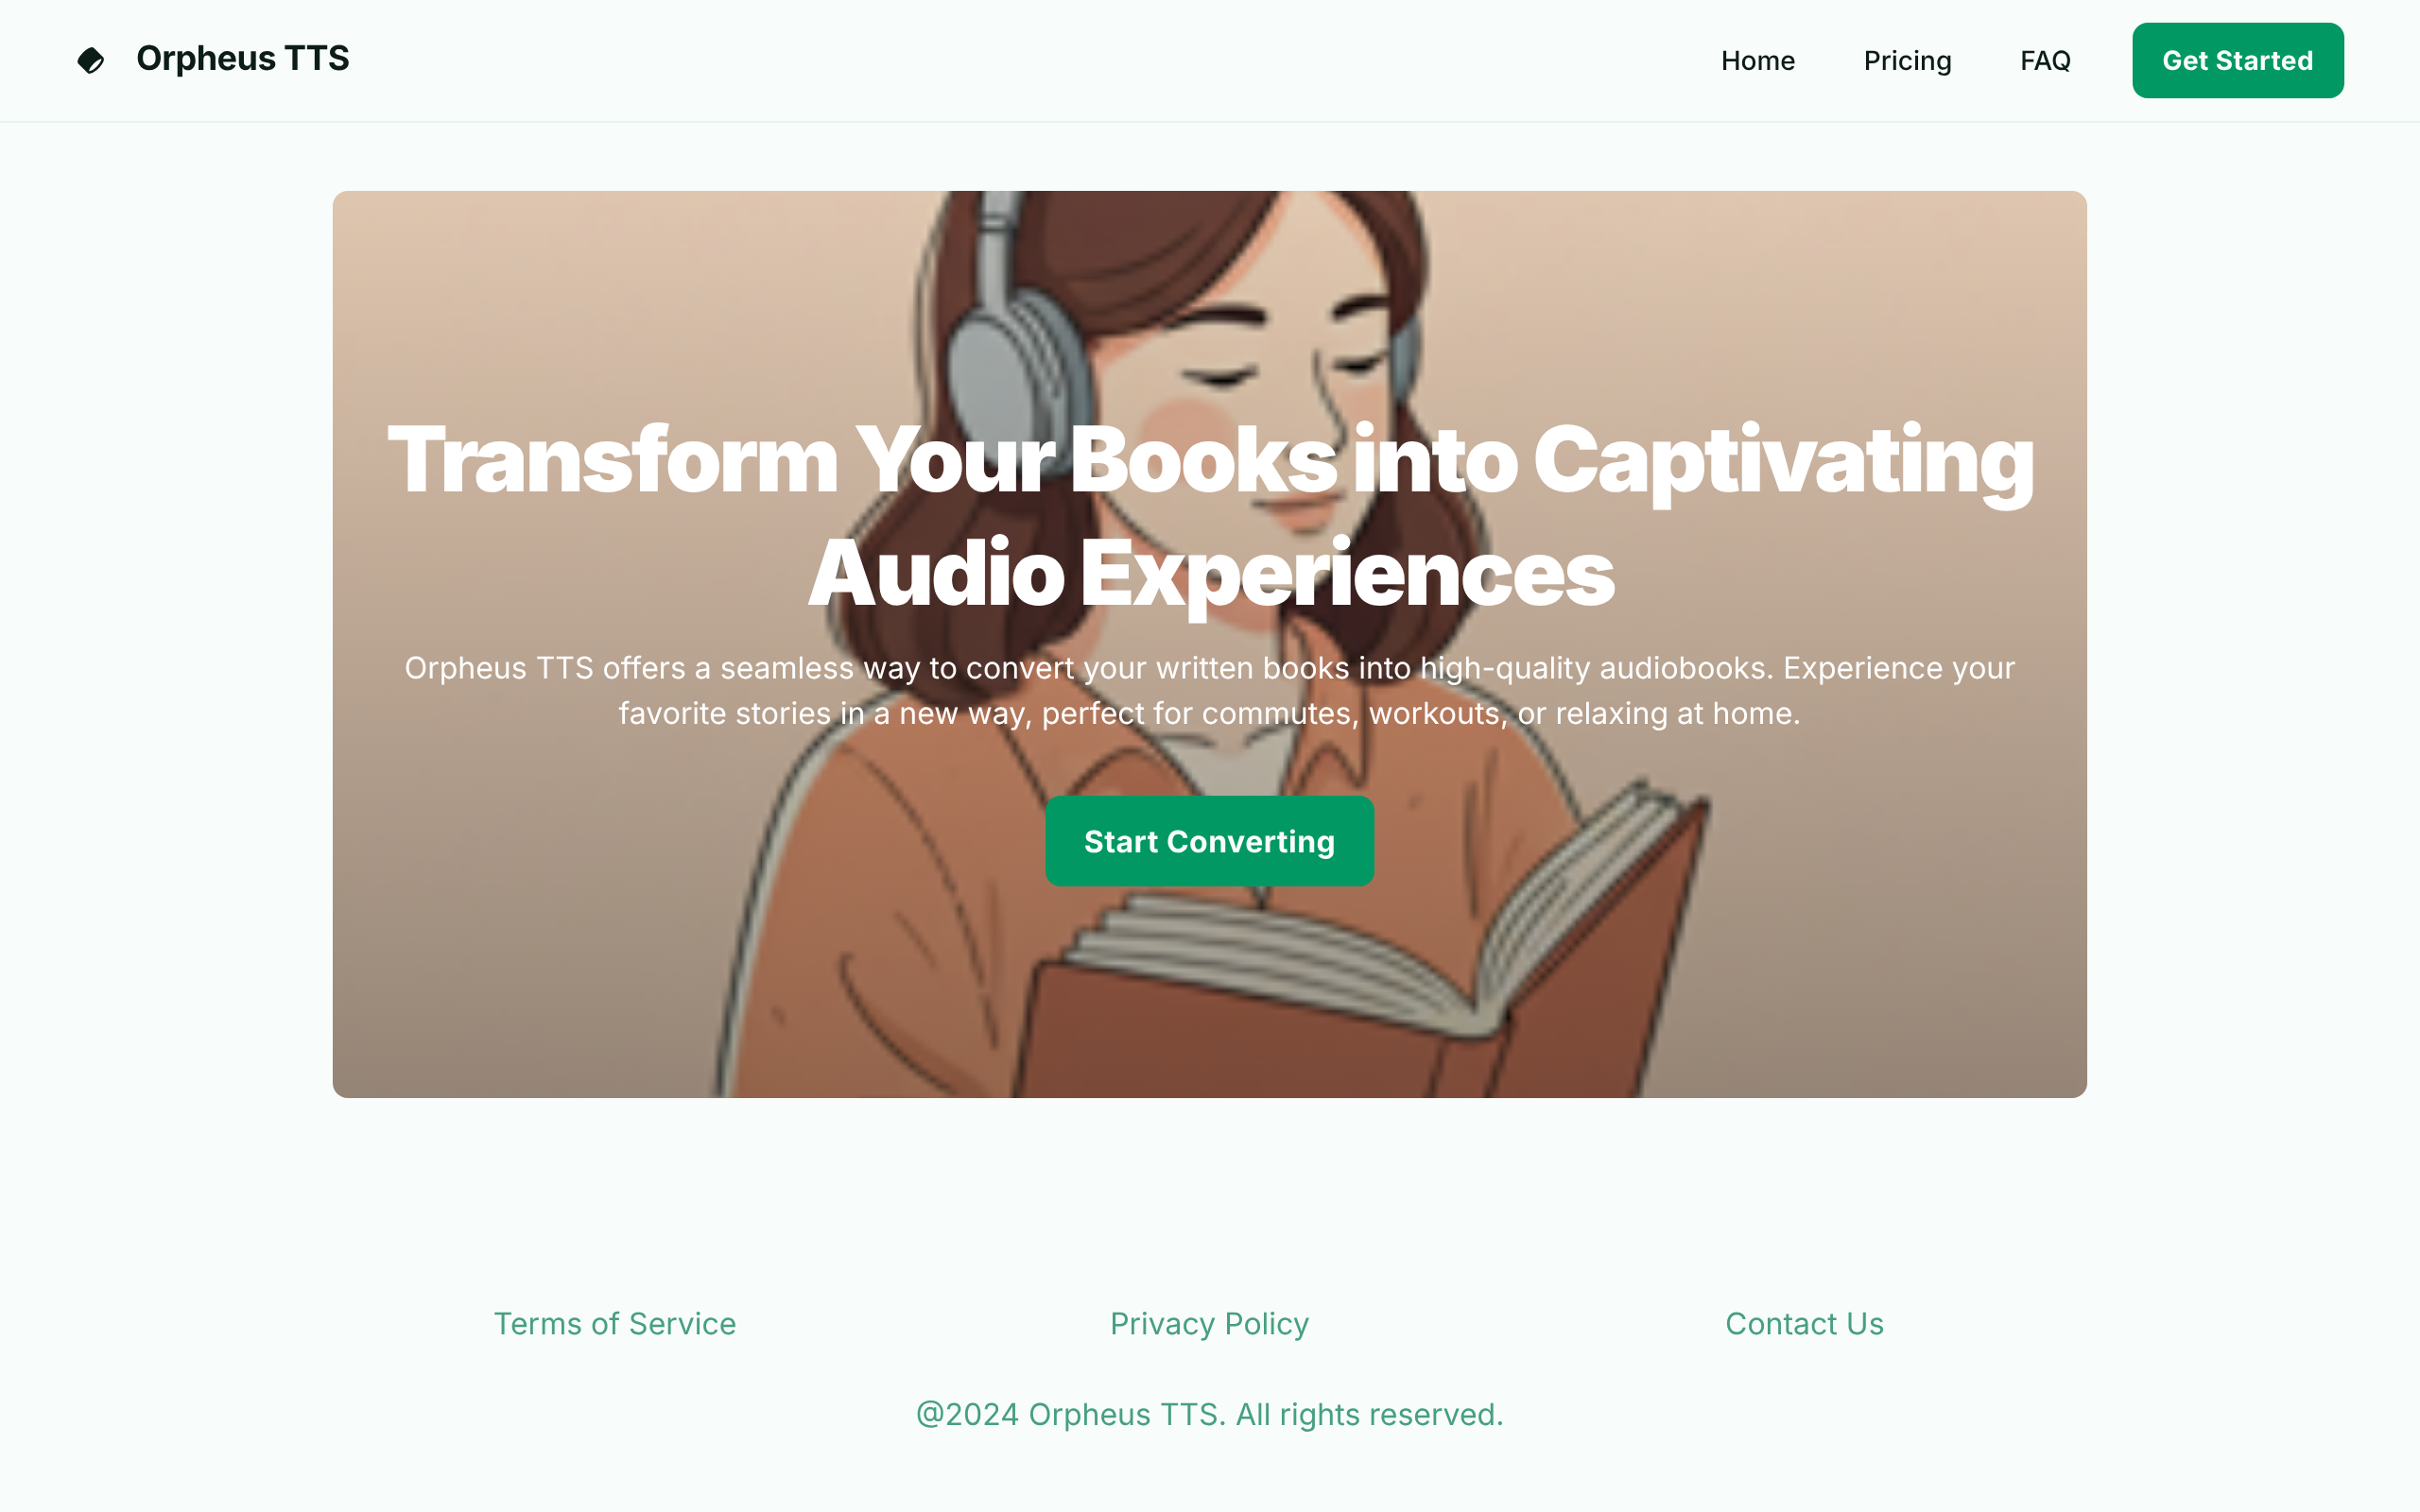 Orpheus TTS
Home
Pricing
FAQ
Get Started
Transform Your Books into Captivating
Audio Experiences
Orpheus TTS offers a seamless way to convert your written books into high-quality audiobooks. Experience your
favorite stories in a new way, perfect for commutes, workouts, or relaxing at home.
Start Converting
Terms of Service
Privacy Policy
Contact Us
@2024 Orpheus TTS. All rights reserved.